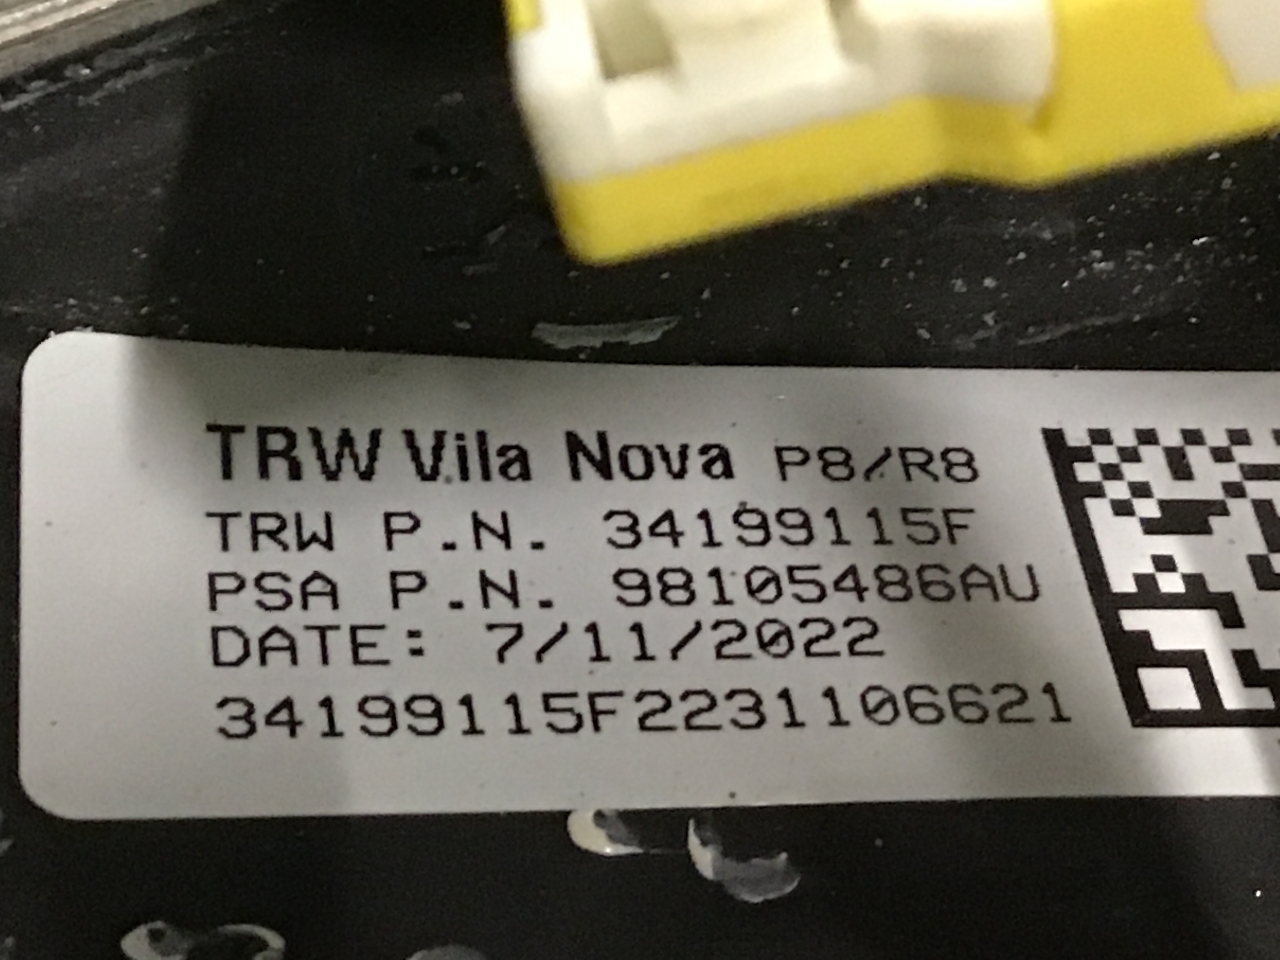 TRW Vila Nova P8/R8
TRW P.N. 34199115F
PSA P.N. 98105486AU
DATE: 7/11/2022
34199115F2231106621